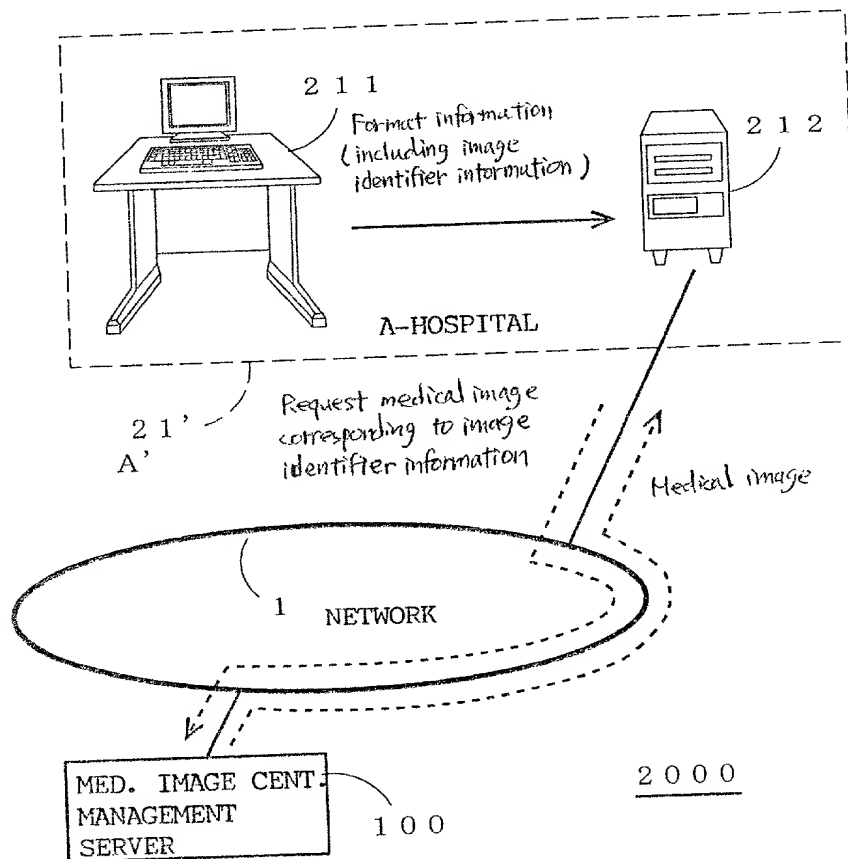 2 1 1
Format information
(including image
identifier information)
2 1 2
A-HOSPITAL
2 1'
A'
Request medical image
corresponding to image
identifier information
Medical image
1
NETWORK
MED. IMAGE CENT.
MANAGEMENT
SERVER
1 0 0
2 0 0 0